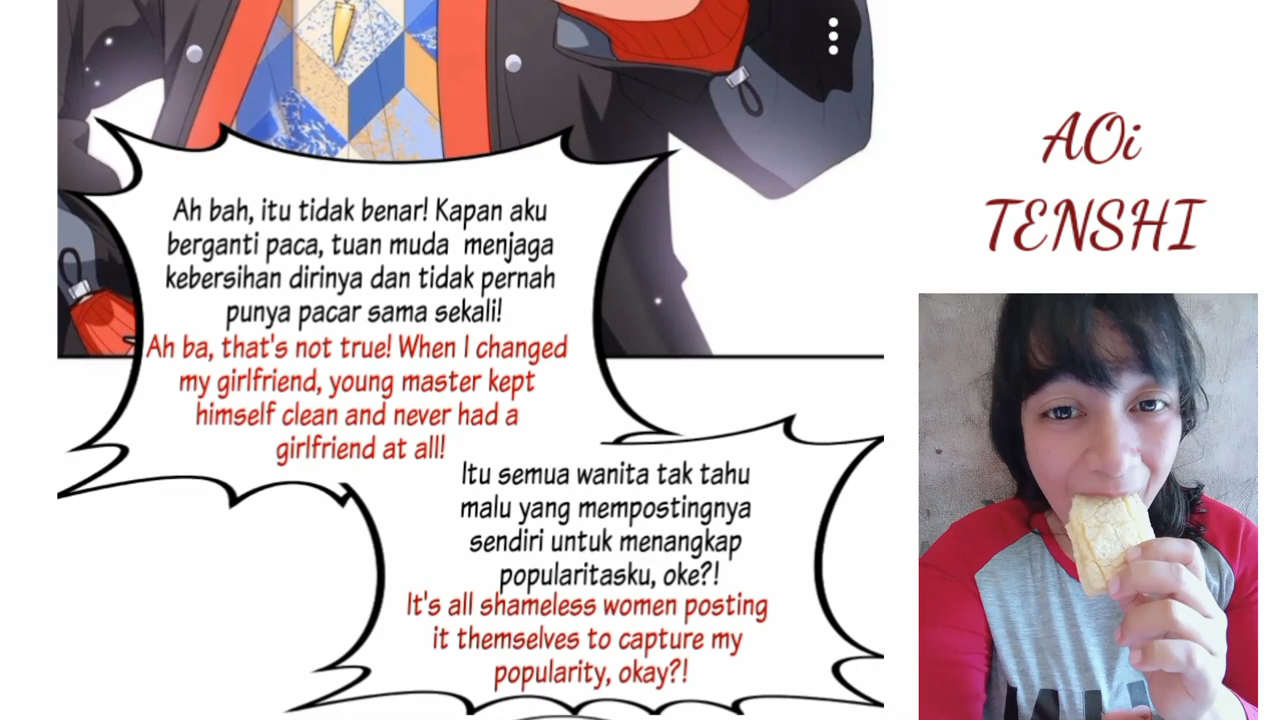 Ah bah, itu tidak benar! Kapan aku
berganti paca, tuan muda menjaga
kebersihan dirinya dan tidak pernah
punya pacar sama sekali!
Ah ba, that's not true! When I changed
my girlfriend, young master kept
himself clean and never had a
girlfriend at all!
Itu semua wanita tak tahu
malu yang mempostingnya
sendiri untuk menangkap
popularitasku, oke?!
It's all shameless women posting
it themselves to capture my
popularity, okay?!
AOi
TENSHI